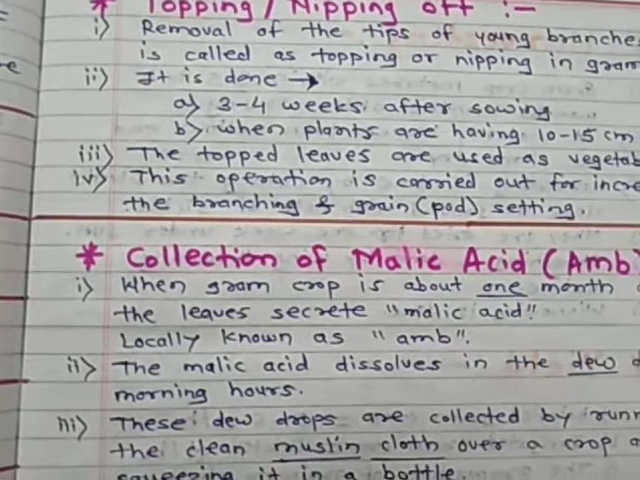 * Topping / Nipping off :-
i) Removal of the tips of young branche
is called as topping or nipping in gram
ii) It is done →
a) 3-4 weeks after sowing
b) when plants are having 10-15 cm
iii) The topped leaves are used as vegetab
iv) This operation is carried out for incre
the branching & grain (pod) setting.
* Collection of Malic Acid (Amb)
i) When gram crop is about one month
the leaves secrete "malic acid"
Locally known as "amb".
ii) The malic acid dissolves in the dew d
morning hours.
iii) These dew drops are collected by runn
the clean muslin cloth over a crop a
squeezing it in a bottle.